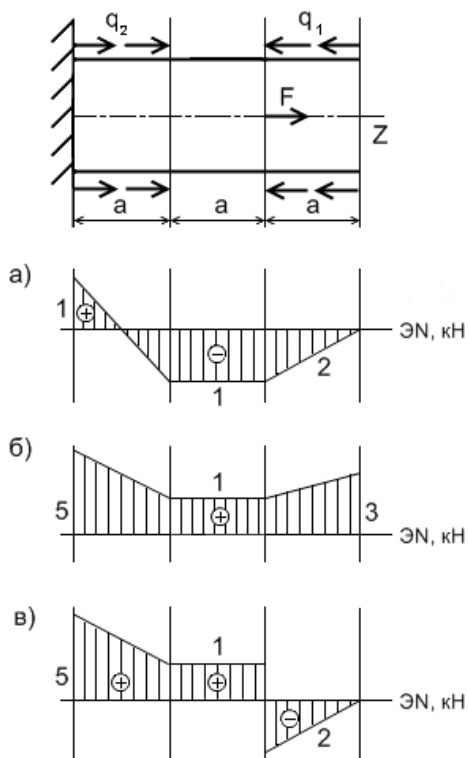 q2 q1
F
Z
a a a
а)
1 + ЭN, кН
−
2
1
б)
1
5 + 3 ЭN, кН
в)
1
5 + + ЭN, кН
− 2